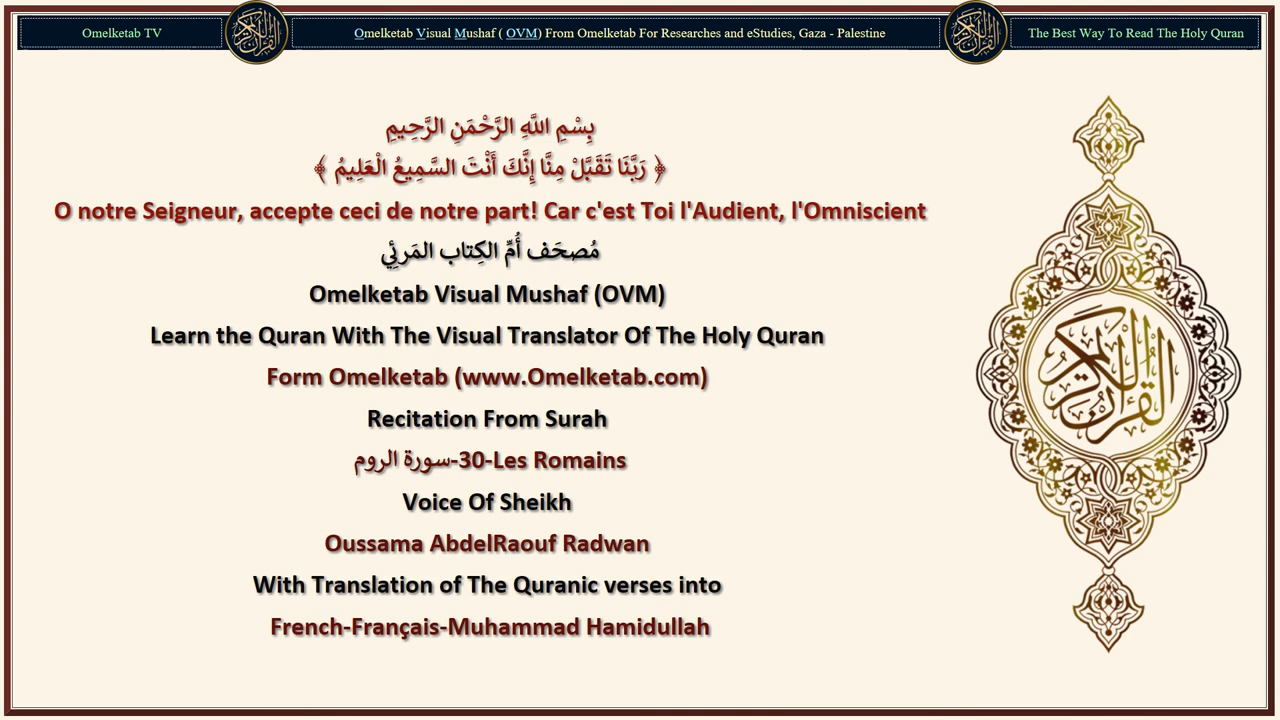 Omelketab TV
Omelketab Visual Mushaf ( OVM) From Omelketab For Researches and eStudies, Gaza - Palestine
The Best Way To Read The Holy Quran
بِسْمِ اللَّهِ الرَّحْمَنِ الرَّحِيمِ
﴿ رَبَّنَا تَقَبَّلْ مِنَّا إِنَّكَ أَنْتَ السَّمِيعُ الْعَلِيمُ ﴾
O notre Seigneur, accepte ceci de notre part! Car c'est Toi l'Audient, l'Omniscient
مُصحَف أُمِّ الكِتاب المَرئِي
Omelketab Visual Mushaf (OVM)
Learn the Quran With The Visual Translator Of The Holy Quran
Form Omelketab (www.Omelketab.com)
Recitation From Surah
سورة الروم-30-Les Romains
Voice Of Sheikh
Oussama AbdelRaouf Radwan
With Translation of The Quranic verses into
French-Français-Muhammad Hamidullah
القرآن الكريم